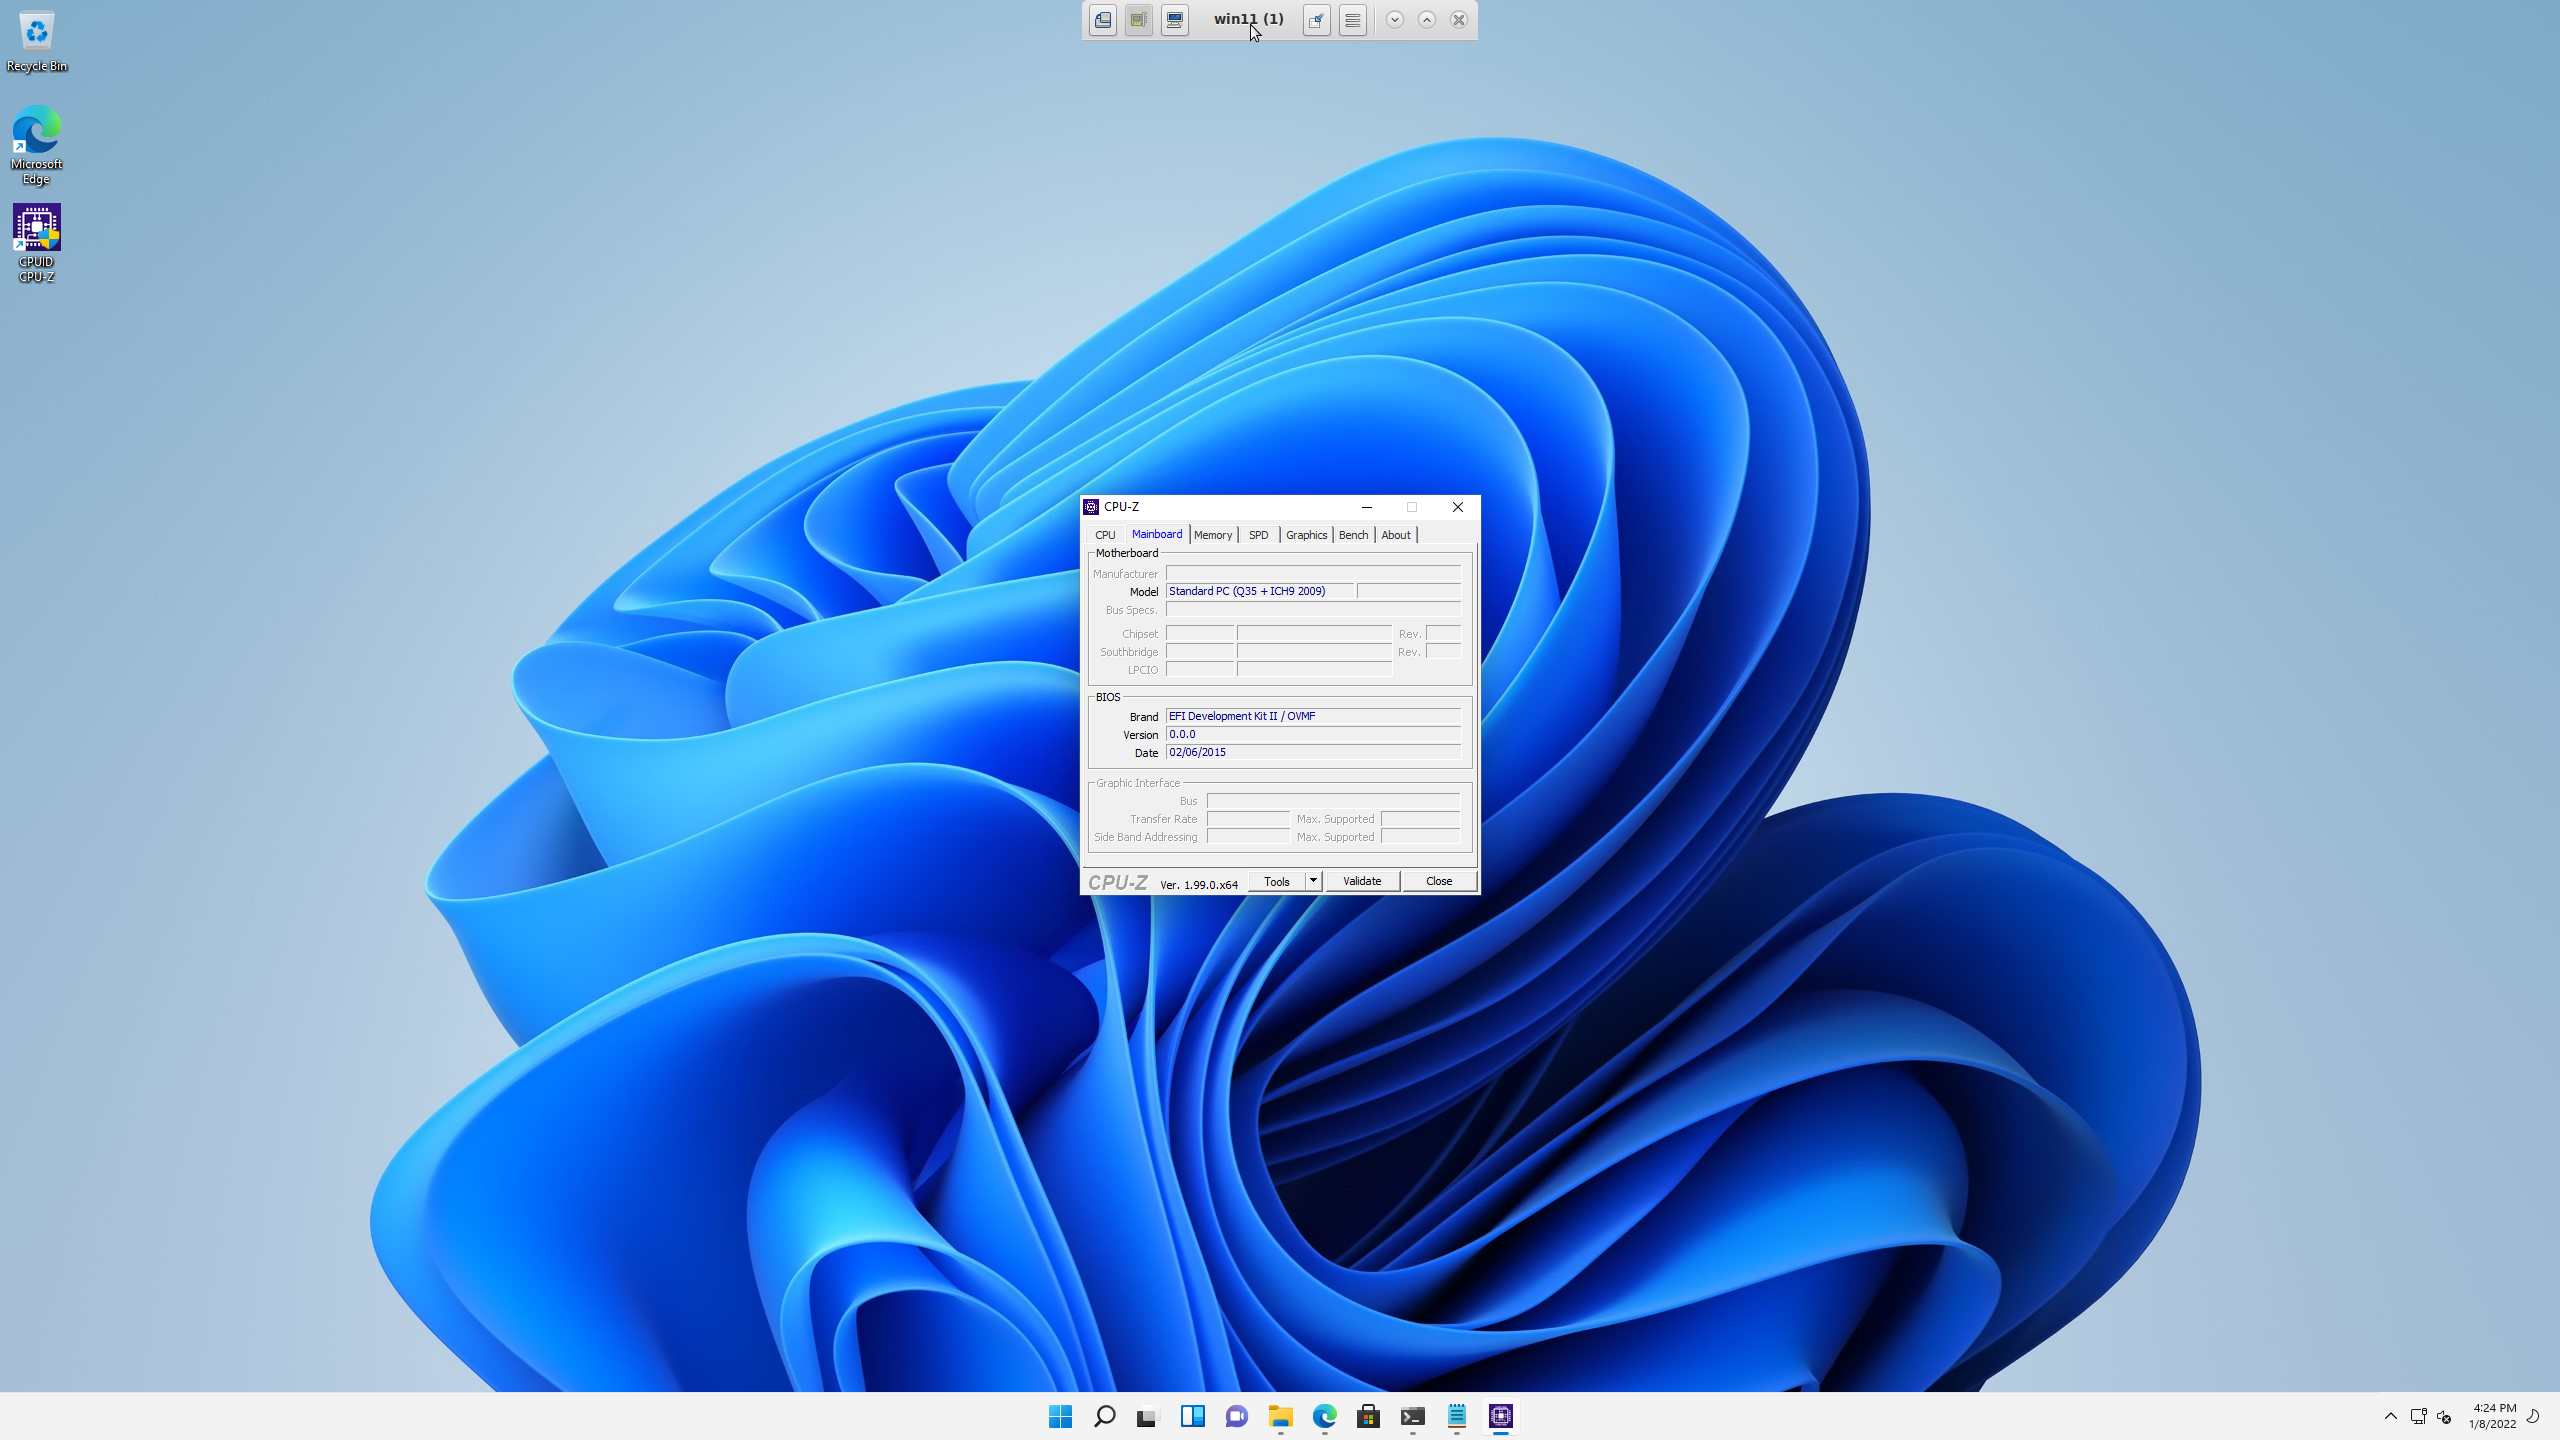 win11 (1)
Recycle Bin
Microsoft
Edge
CPUID
CPU-Z
CPU-Z
CPU Mainboard Memory SPD Graphics Bench About
Motherboard
Manufacturer
Model Standard PC (Q35 + ICH9 2009)
Bus Specs.
Chipset Rev.
Southbridge Rev.
LPCIO
BIOS
Brand EFI Development Kit II / OVMF
Version 0.0.0
Date 02/06/2015
Graphic Interface
Bus
Transfer Rate Max. Supported
Side Band Addressing Max. Supported
CPU-Z Ver. 1.99.0.x64 Tools Validate Close
4:24 PM
1/8/2022